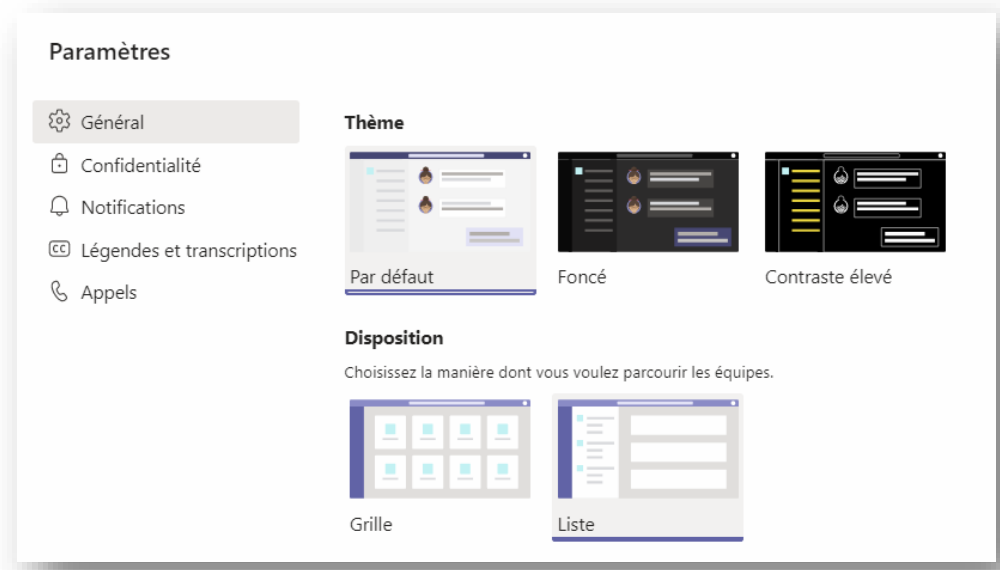 Paramètres
Général
Confidentialité
Notifications
Légendes et transcriptions
Appels
Thème
Par défaut
Foncé
Contraste élevé
Disposition
Choisissez la manière dont vous voulez parcourir les équipes.
Grille
Liste